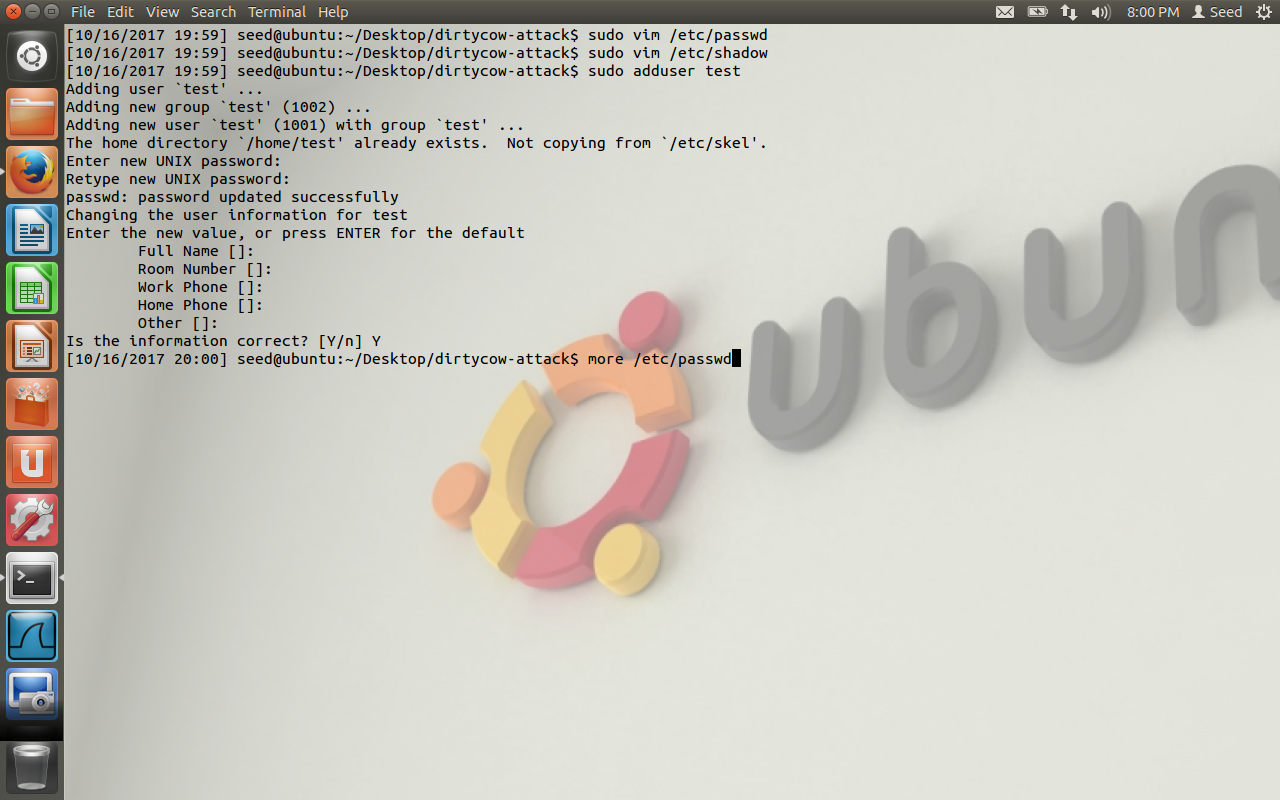 File Edit View Search Terminal Help 8:00 PM Seed
[10/16/2017 19:59] seed@ubuntu:~/Desktop/dirtycow-attack$ sudo vim /etc/passwd
[10/16/2017 19:59] seed@ubuntu:~/Desktop/dirtycow-attack$ sudo vim /etc/shadow
[10/16/2017 19:59] seed@ubuntu:~/Desktop/dirtycow-attack$ sudo adduser test
Adding user `test' ...
Adding new group `test' (1002) ...
Adding new user `test' (1001) with group `test' ...
The home directory `/home/test' already exists.  Not copying from `/etc/skel'.
Enter new UNIX password:
Retype new UNIX password:
passwd: password updated successfully
Changing the user information for test
Enter the new value, or press ENTER for the default
        Full Name []:
        Room Number []:
        Work Phone []:
        Home Phone []:
        Other []:
Is the information correct? [Y/n] Y
[10/16/2017 20:00] seed@ubuntu:~/Desktop/dirtycow-attack$ more /etc/passwd
ubun